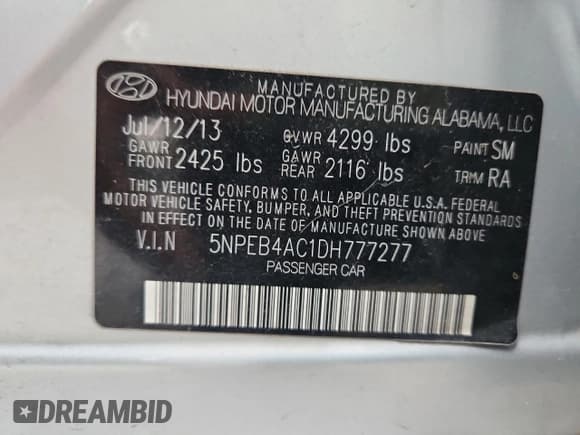 MANUFACTURED BY
HYUNDAI MOTOR MANUFACTURING ALABAMA, LLC
Jul/12/13 GVWR 4299 lbs PAINT SM
GAWR FRONT 2425 lbs GAWR REAR 2116 lbs TRIM RA
THIS VEHICLE CONFORMS TO ALL APPLICABLE U.S.A. FEDERAL
MOTOR VEHICLE SAFETY, BUMPER, AND THEFT PREVENTION STANDARDS
IN EFFECT ON THE DATE OF MANUFACTURE SHOWN ABOVE.
V.I.N 5NPEB4AC1DH777277
PASSENGER CAR
DREAMBID